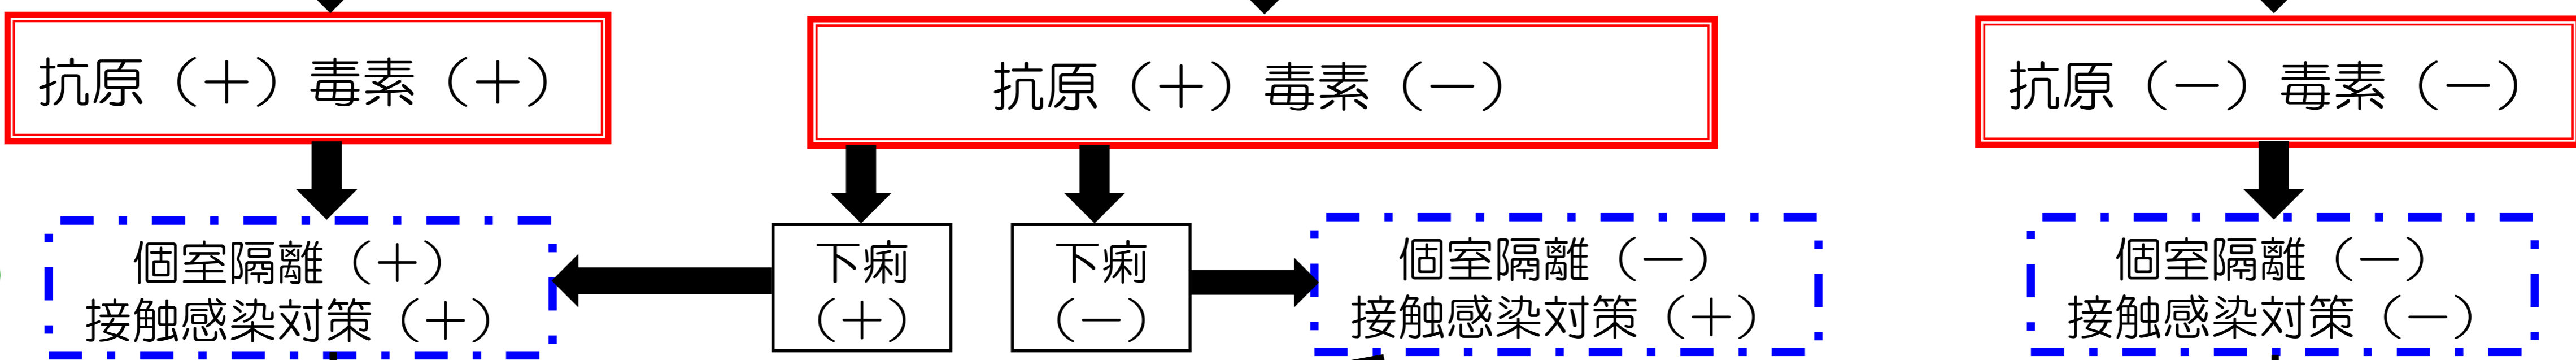 抗原（＋）毒素（＋）
抗原（＋）毒素（－）
抗原（－）毒素（－）
個室隔離（＋）
接触感染対策（＋）
下痢
（＋）
下痢
（－）
個室隔離（－）
接触感染対策（＋）
個室隔離（－）
接触感染対策（－）